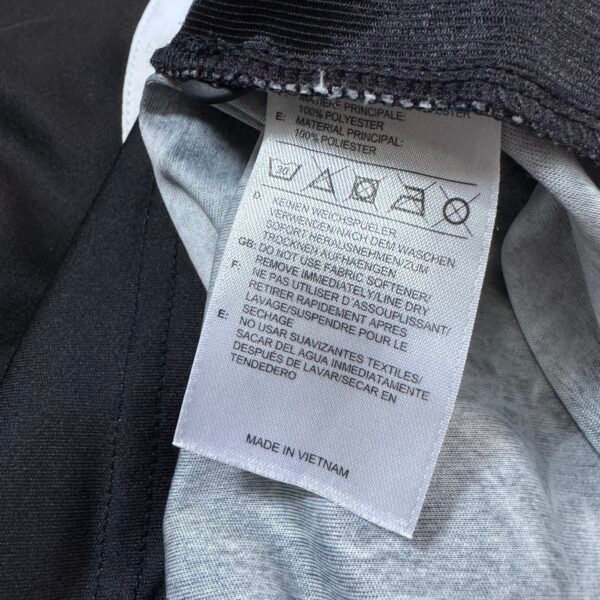 MATIÈRE PRINCIPALE:
100% POLYESTER
E: MATERIAL PRINCIPAL:
100% POLIÉSTER
30
D: KEINEN WEICHSPUELER
VERWENDEN/NACH DEM WASCHEN
SOFORT HERAUSNEHMEN/ZUM
TROCKNEN AUFHAENGEN
GB: DO NOT USE FABRIC SOFTENER/
REMOVE IMMEDIATELY/LINE DRY
F: NE PAS UTILISER D'ASSOUPLISSANT/
RETIRER RAPIDEMENT APRES
LAVAGE/SUSPENDRE POUR LE
SECHAGE
E: NO USAR SUAVIZANTES TEXTILES/
SACAR DEL AGUA INMEDIATAMENTE
DESPUÉS DE LAVAR/SECAR EN
TENDEDERO
MADE IN VIETNAM